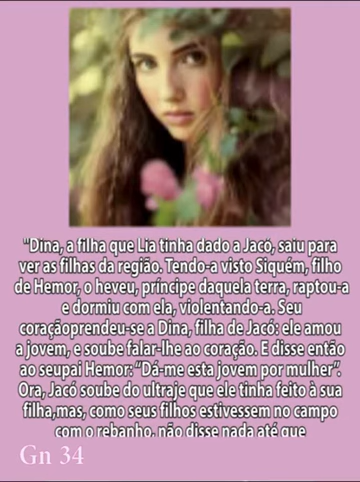 "Dina, a filha que Lia tinha dado a Jacó, saiu para
ver as filhas da região. Tendo-a visto Siquém, filho
de Hemor, o heveu, príncipe daquela terra, raptou-a
e dormiu com ela, violentando-a. Seu
coraçãoprendeu-se a Dina, filha de Jacó: ele amou
a jovem, e soube falar-lhe ao coração. E disse então
ao seupai Hemor: “Dá-me esta jovem por mulher”.
Ora, Jacó soube do ultraje que ele tinha feito à sua
filha,mas, como seus filhos estivessem no campo
com o rebanho, não disse nada até que
Gn 34